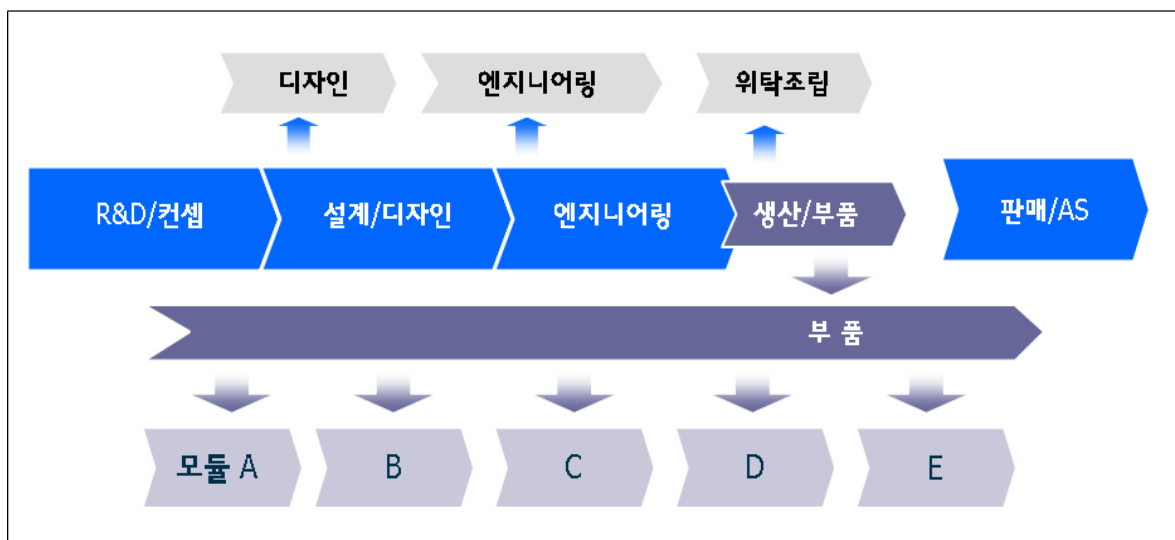 디자인
엔지니어링
위탁조립
R&D/컨셉
설계/디자인
엔지니어링
생산/부품
판매/AS
부 품
모듈 A
B
C
D
E